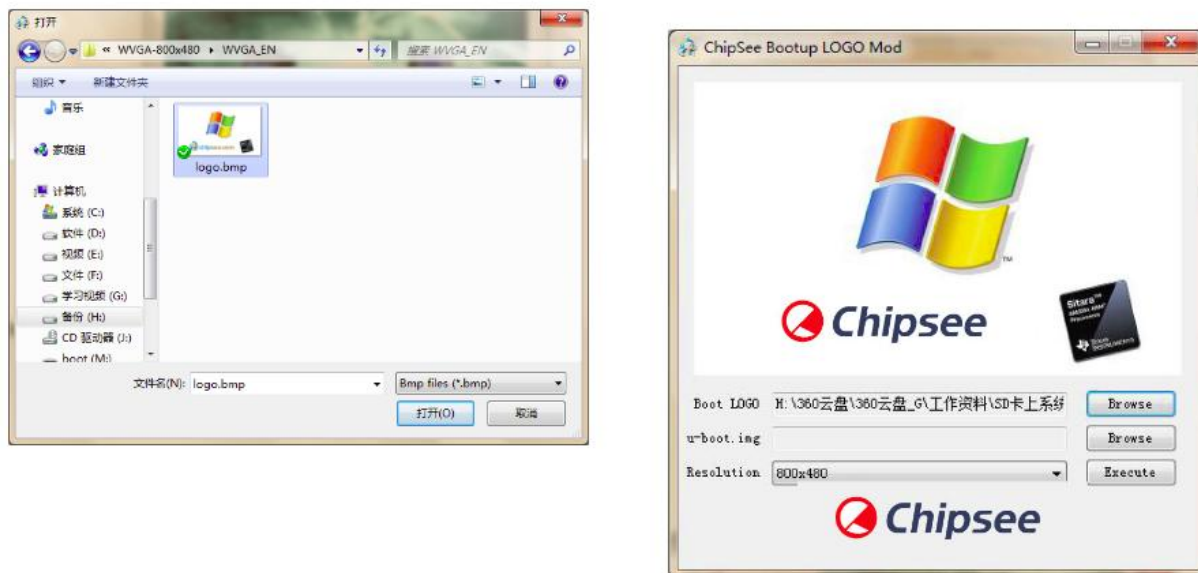 打开
« WVGA-800x480 ▸ WVGA_EN
搜索 WVGA_EN
组织 新建文件夹
音乐
家庭组
计算机
系统 (C:)
软件 (D:)
视频 (E:)
文件 (F:)
学习视频 (G:)
备份 (H:)
CD 驱动器 (J:)
boot (M:)
logo.bmp
文件名(N): logo.bmp
Bmp files (*.bmp)
打开(O) 取消
ChipSee Bootup LOGO Mod
TM
Chipsee
Sitara™
Texas
Instruments
Boot LOGO H:\360云盘\360云盘_G\工作资料\SD卡上系统 Browse
u-boot.img Browse
Resolution 800x480 Execute
Chipsee